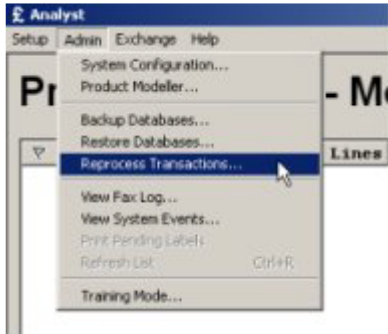 £ Analyst
Setup Admin Exchange Help
System Configuration...
Product Modeller...
Pr
- M
Backup Databases...
Restore Databases...
Reprocess Transactions...
Lines
View Fax Log...
View System Events...
Print Pending Labels
Refresh List Ctrl+R
Training Mode...